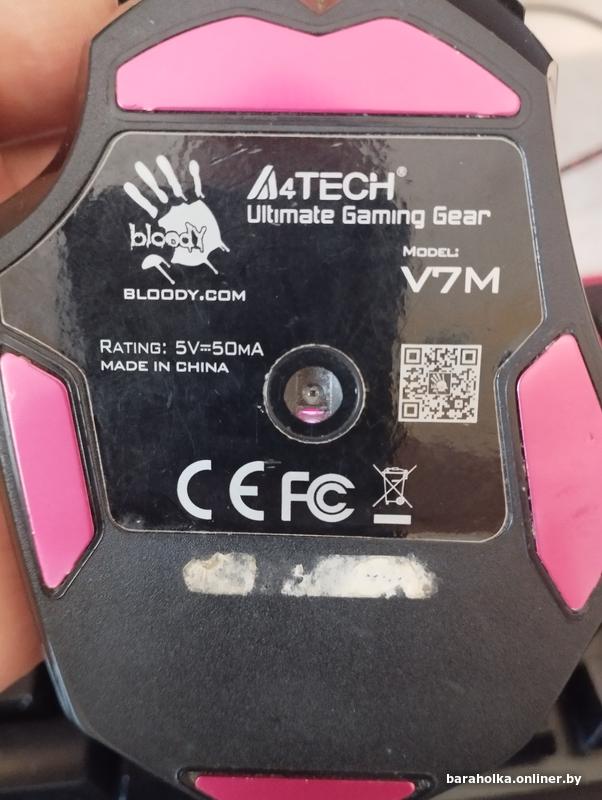 bloody
BLOODY.COM
A4TECH®
Ultimate Gaming Gear
MODEL:
V7M
RATING: 5V⎓50MA
MADE IN CHINA
CE FC
baraholka.onliner.by